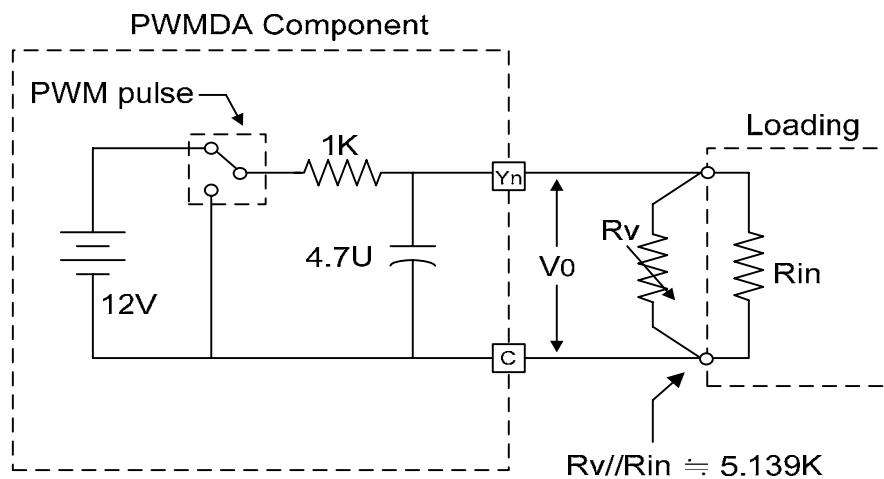 PWMDA Component
PWM pulse
1K
Loading
Yn
Rv
4.7U
V0
Rin
12V
C
Rv//Rin ≒ 5.139K